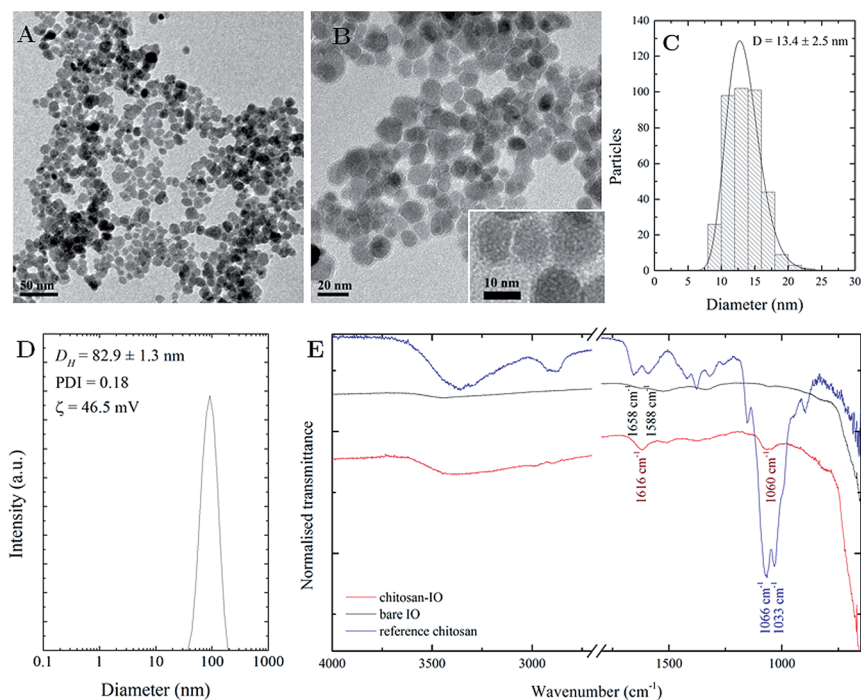 A
50 nm
B
20 nm
10 nm
C
D = 13.4 ± 2.5 nm
Particles
140
120
100
80
60
40
20
0
0 5 10 15 20 25 30
Diameter (nm)
D
D_H = 82.9 ± 1.3 nm
PDI = 0.18
ζ = 46.5 mV
Intensity (a.u.)
0.1 1 10 100 1000
Diameter (nm)
E
Normalised transmittance
1658 cm⁻¹
1588 cm⁻¹
1616 cm⁻¹
1060 cm⁻¹
1066 cm⁻¹
1033 cm⁻¹
chitosan-IO
bare IO
reference chitosan
4000 3500 3000 1500 1000
Wavenumber (cm⁻¹)